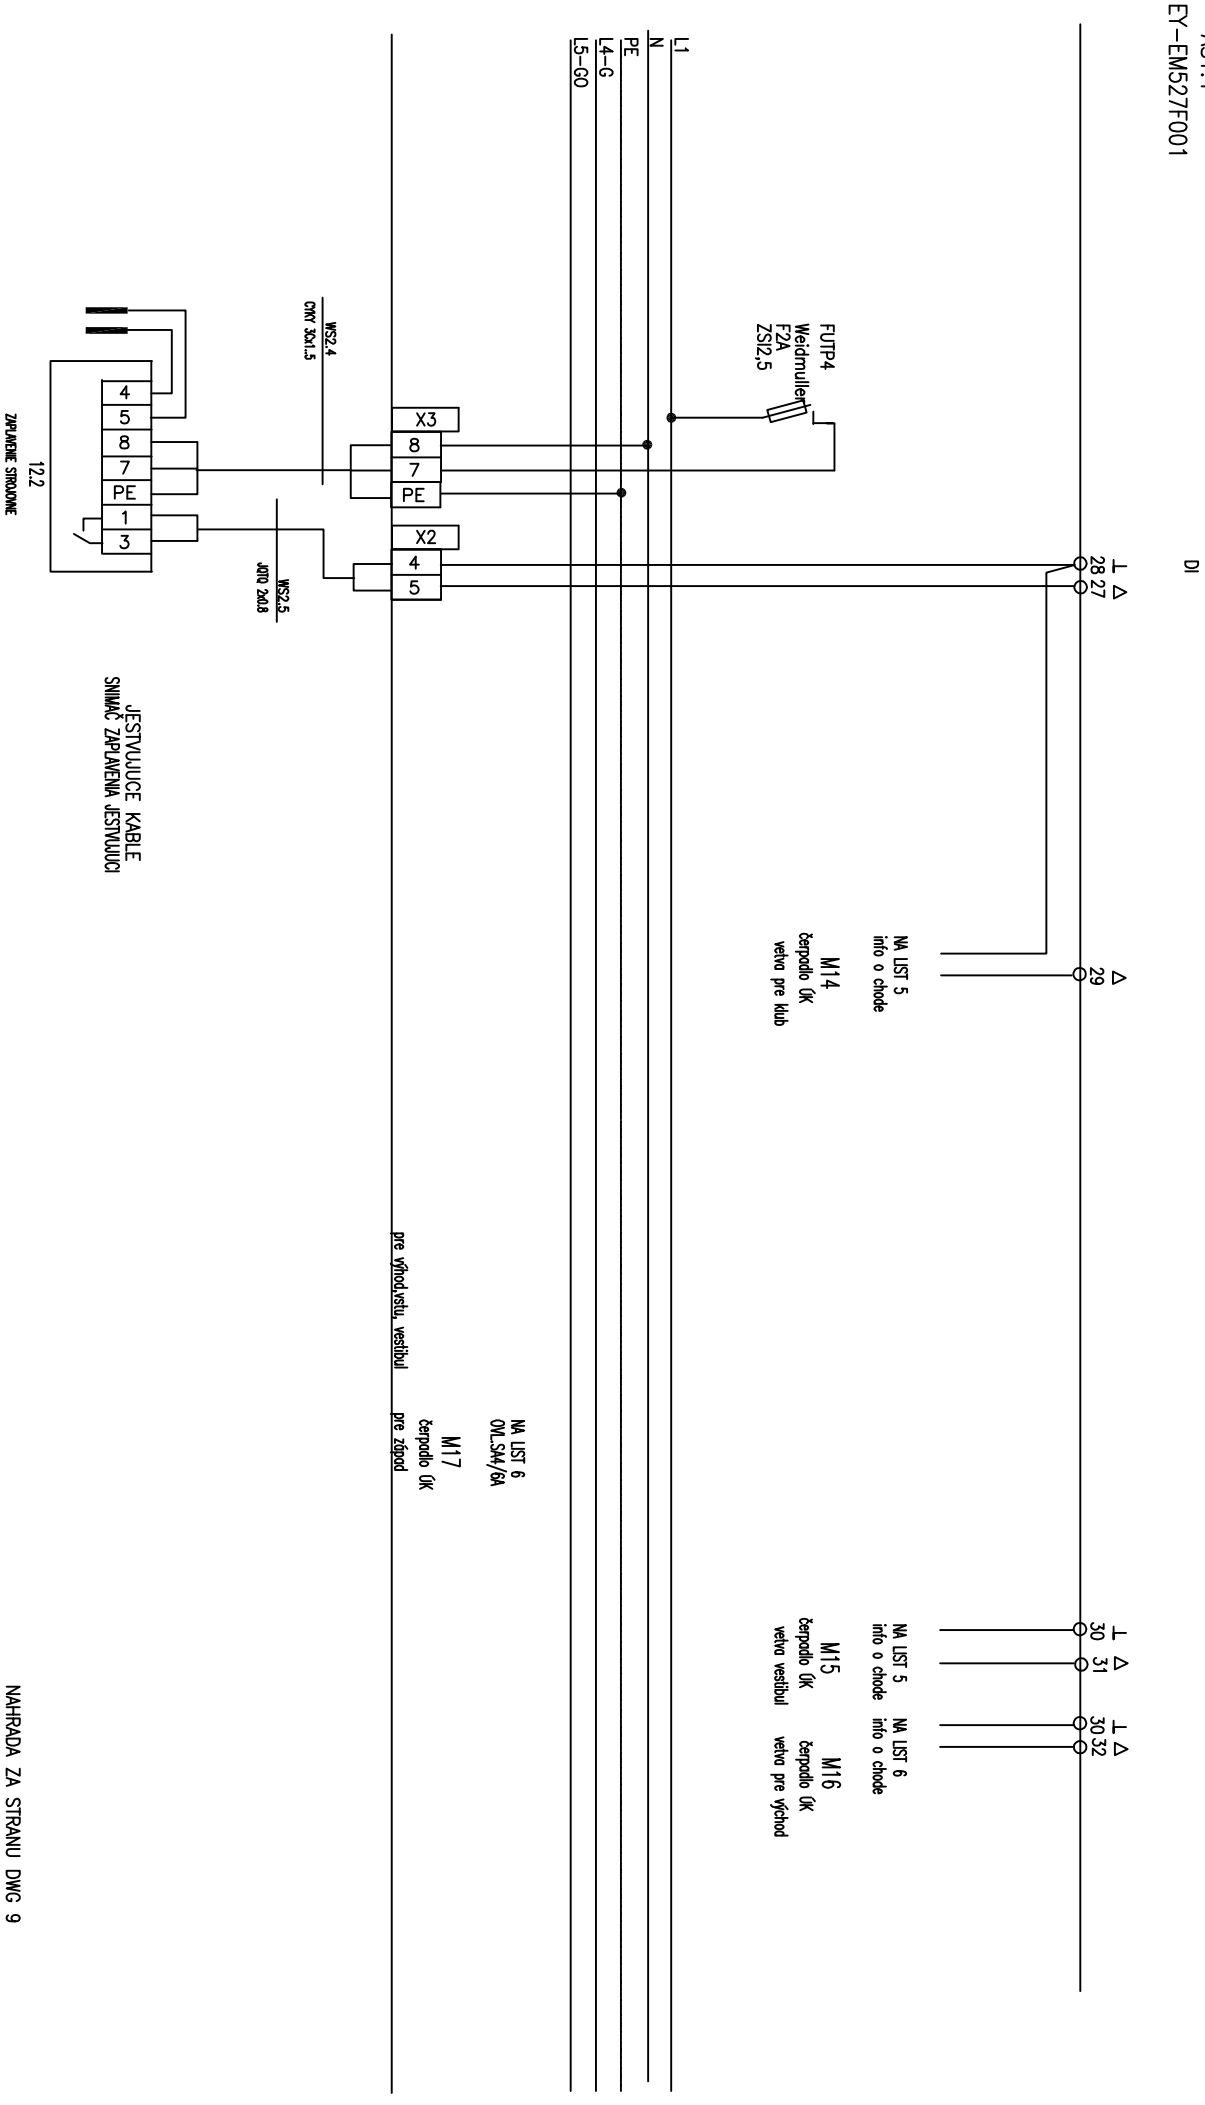 EY-EM527F001
DI
28 ⊥
27 △
29 △
30 ⊥
31 △
30 ⊥
32 △
NA LIST 5
info o chode
M14
čerpadlo ÚK
vetva pre klub
NA LIST 5
info o chode
M15
čerpadlo ÚK
vetva vestibul
NA LIST 6
info o chode
M16
čerpadlo ÚK
vetva pre východ
FUTP4
Weidmuller
F2A
ZSI2,5
L1
N
PE
L4-G
L5-GO
NA LIST 6
OVL.SA4/6A
M17
čerpadlo ÚK
pre západ
pre výhod,vstu, vestibul
X3
8
7
PE
X2
4
5
WS2.4
CYKY 3Cx1.5
WS2.5
JQTQ 2x0.8
4
5
8
7
PE
1
3
12.2
ZAPLAVENIE STROJOVNE
JESTVUJUCE KABLE
SNIMAČ ZAPLAVENIA JESTVUJUCI
NAHRADA ZA STRANU DWG 9